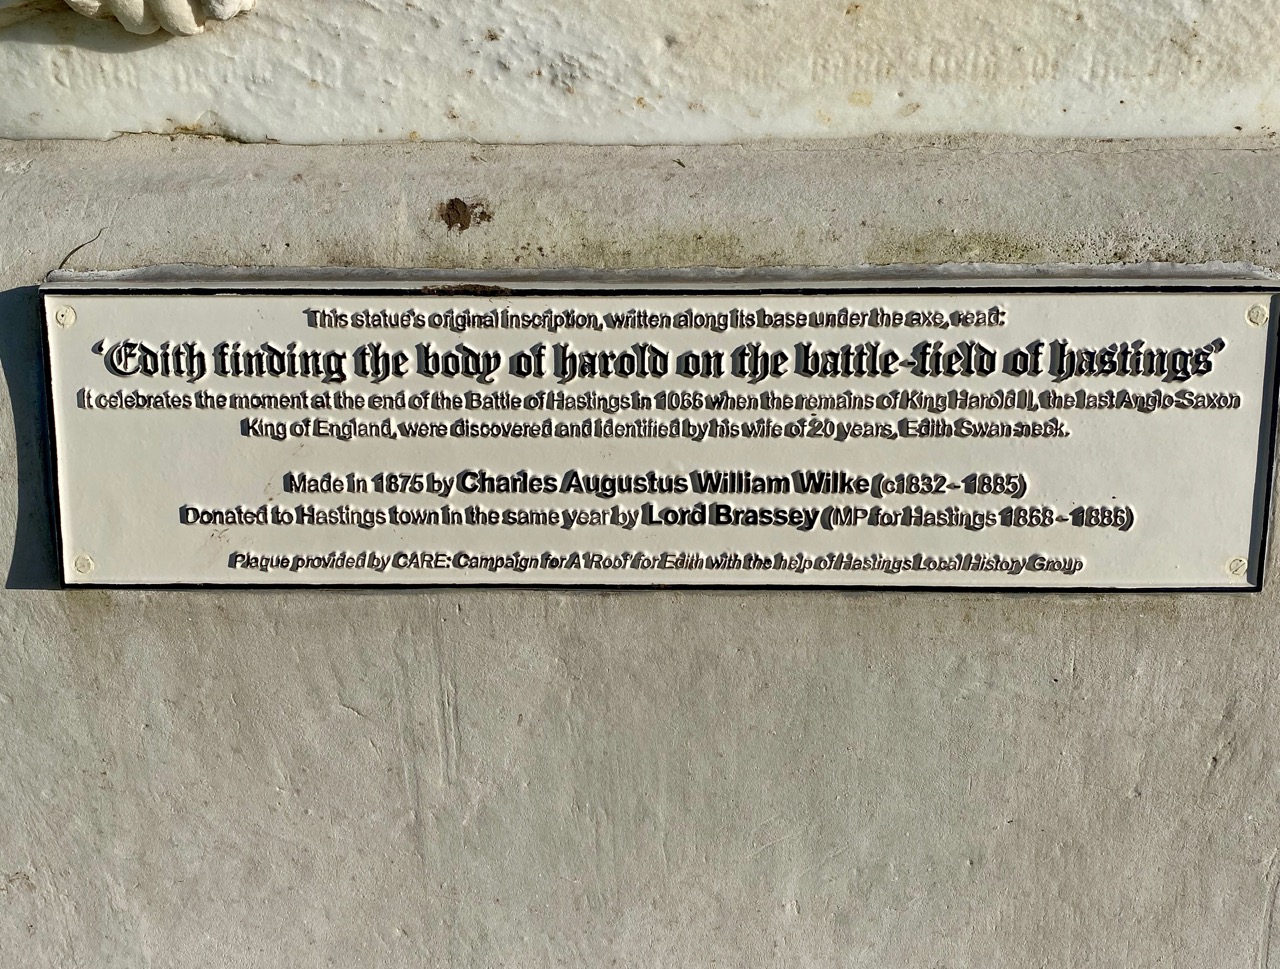 This statue's original inscription, written along its base under the axe, read:
'Edith finding the body of harold on the battle-field of hastings'
It celebrates the moment at the end of the Battle of Hastings in 1066 when the remains of King Harold II, the last Anglo-Saxon
King of England, were discovered and identified by his wife of 20 years, Edith Swan-neck.
Made in 1875 by Charles Augustus William Wilke (c1832 - 1885)
Donated to Hastings town in the same year by Lord Brassey (MP for Hastings 1868 - 1886)
Plaque provided by CARE: Campaign for A 'Roof' for Edith with the help of Hastings Local History Group